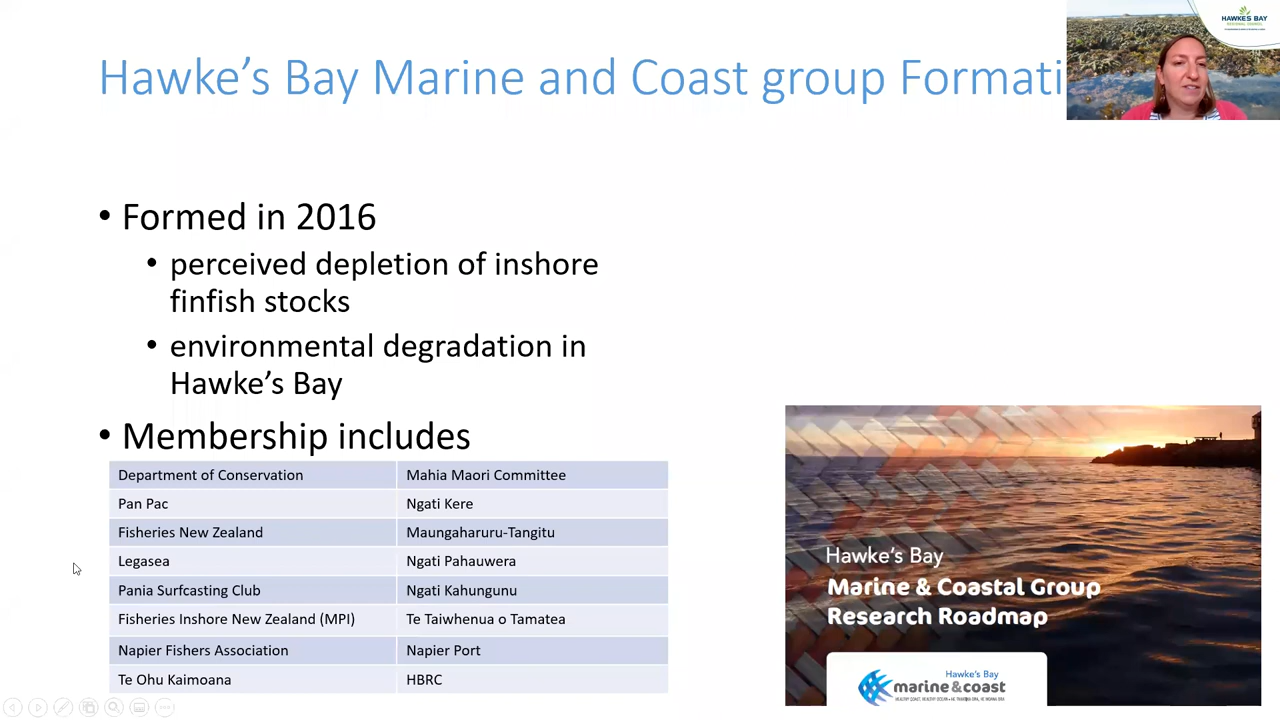 Hawke's Bay Marine and Coast group Formati
HAWKE'S BAY
REGIONAL COUNCIL
• Formed in 2016
• perceived depletion of inshore
finfish stocks
• environmental degradation in
Hawke's Bay
• Membership includes
Department of Conservation Mahia Maori Committee
Pan Pac Ngati Kere
Fisheries New Zealand Maungaharuru-Tangitu
Legasea Ngati Pahauwera
Pania Surfcasting Club Ngati Kahungunu
Fisheries Inshore New Zealand (MPI) Te Taiwhenua o Tamatea
Napier Fishers Association Napier Port
Te Ohu Kaimoana HBRC
Hawke's Bay
Marine & Coastal Group
Research Roadmap
Hawke's Bay
marine&coast